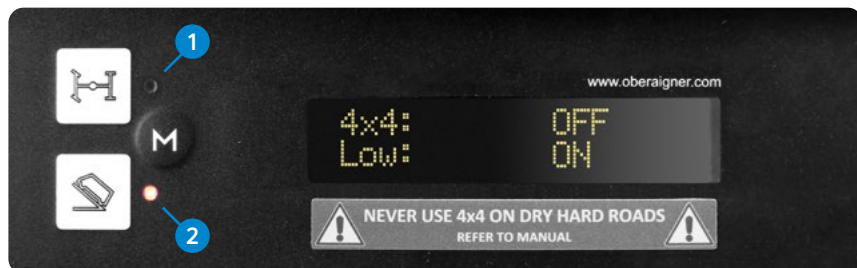 1
www.oberaigner.com
4x4: OFF
Low: ON
M
2
NEVER USE 4x4 ON DRY HARD ROADS
REFER TO MANUAL